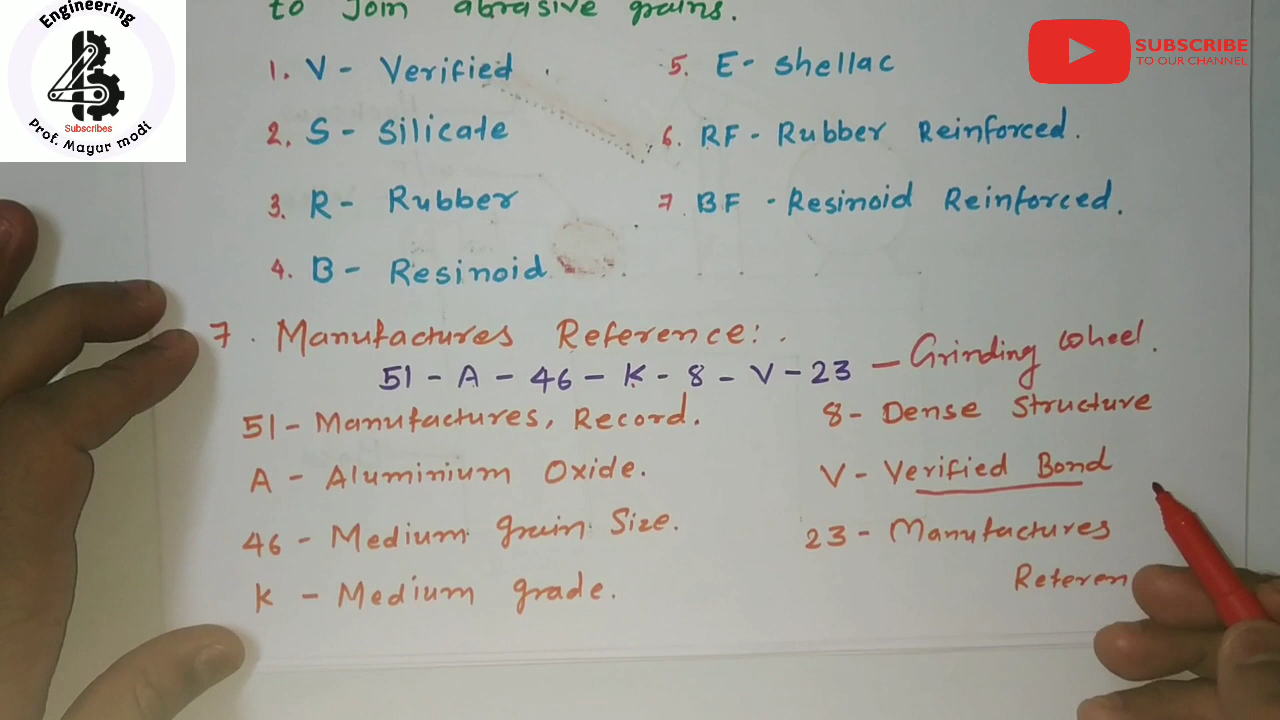 Engineering
Subscribes
Prof. Mayur modi
SUBSCRIBE
TO OUR CHANNEL
to Join abrasive grains.
1. V - Verified
2. S - Silicate
3. R - Rubber
4. B - Resinoid
5. E - Shellac
6. RF - Rubber Reinforced.
7. BF - Resinoid Reinforced.
7. Manufactures Reference:.
51 - A - 46 - K - 8 - V - 23 — Grinding wheel.
51 - Manufactures, Record.
A - Aluminium Oxide.
46 - Medium grain Size.
K - Medium grade.
8 - Dense Structure
V - Verified Bond
23 - Manufactures
Referen